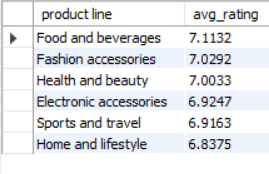 product line avg_rating
Food and beverages 7.1132
Fashion accessories 7.0292
Health and beauty 7.0033
Electronic accessories 6.9247
Sports and travel 6.9163
Home and lifestyle 6.8375